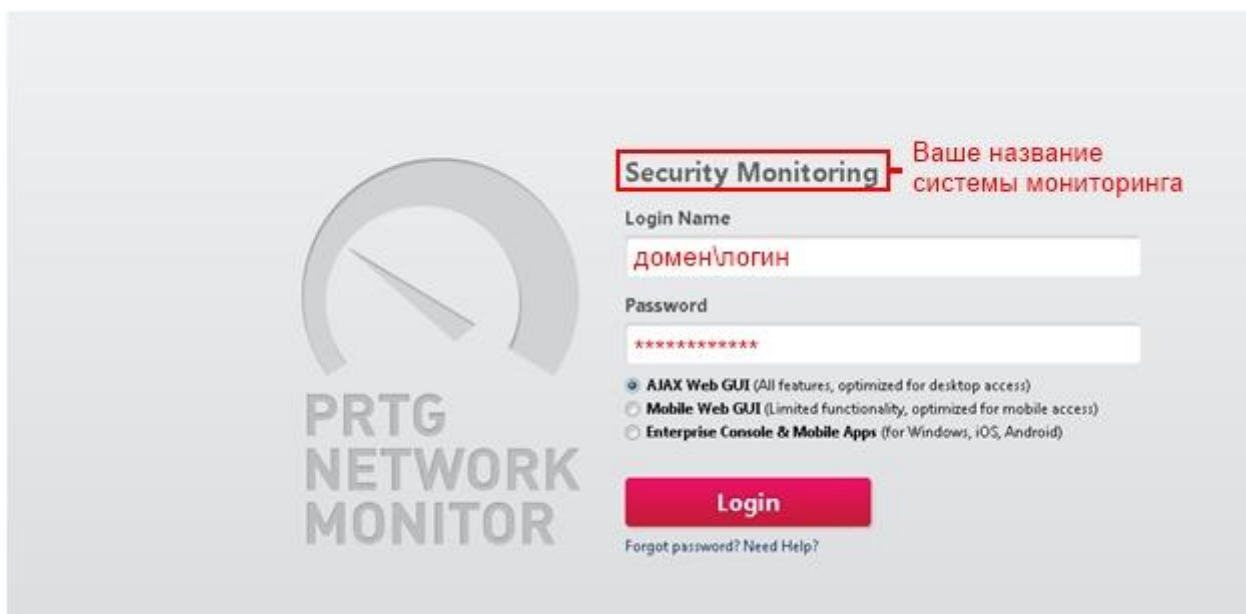 Security Monitoring
Ваше название
системы мониторинга
Login Name
домен\логин
Password
************
AJAX Web GUI (All features, optimized for desktop access)
Mobile Web GUI (Limited functionality, optimized for mobile access)
Enterprise Console & Mobile Apps (for Windows, iOS, Android)
Login
Forgot password? Need Help?
PRTG
NETWORK
MONITOR